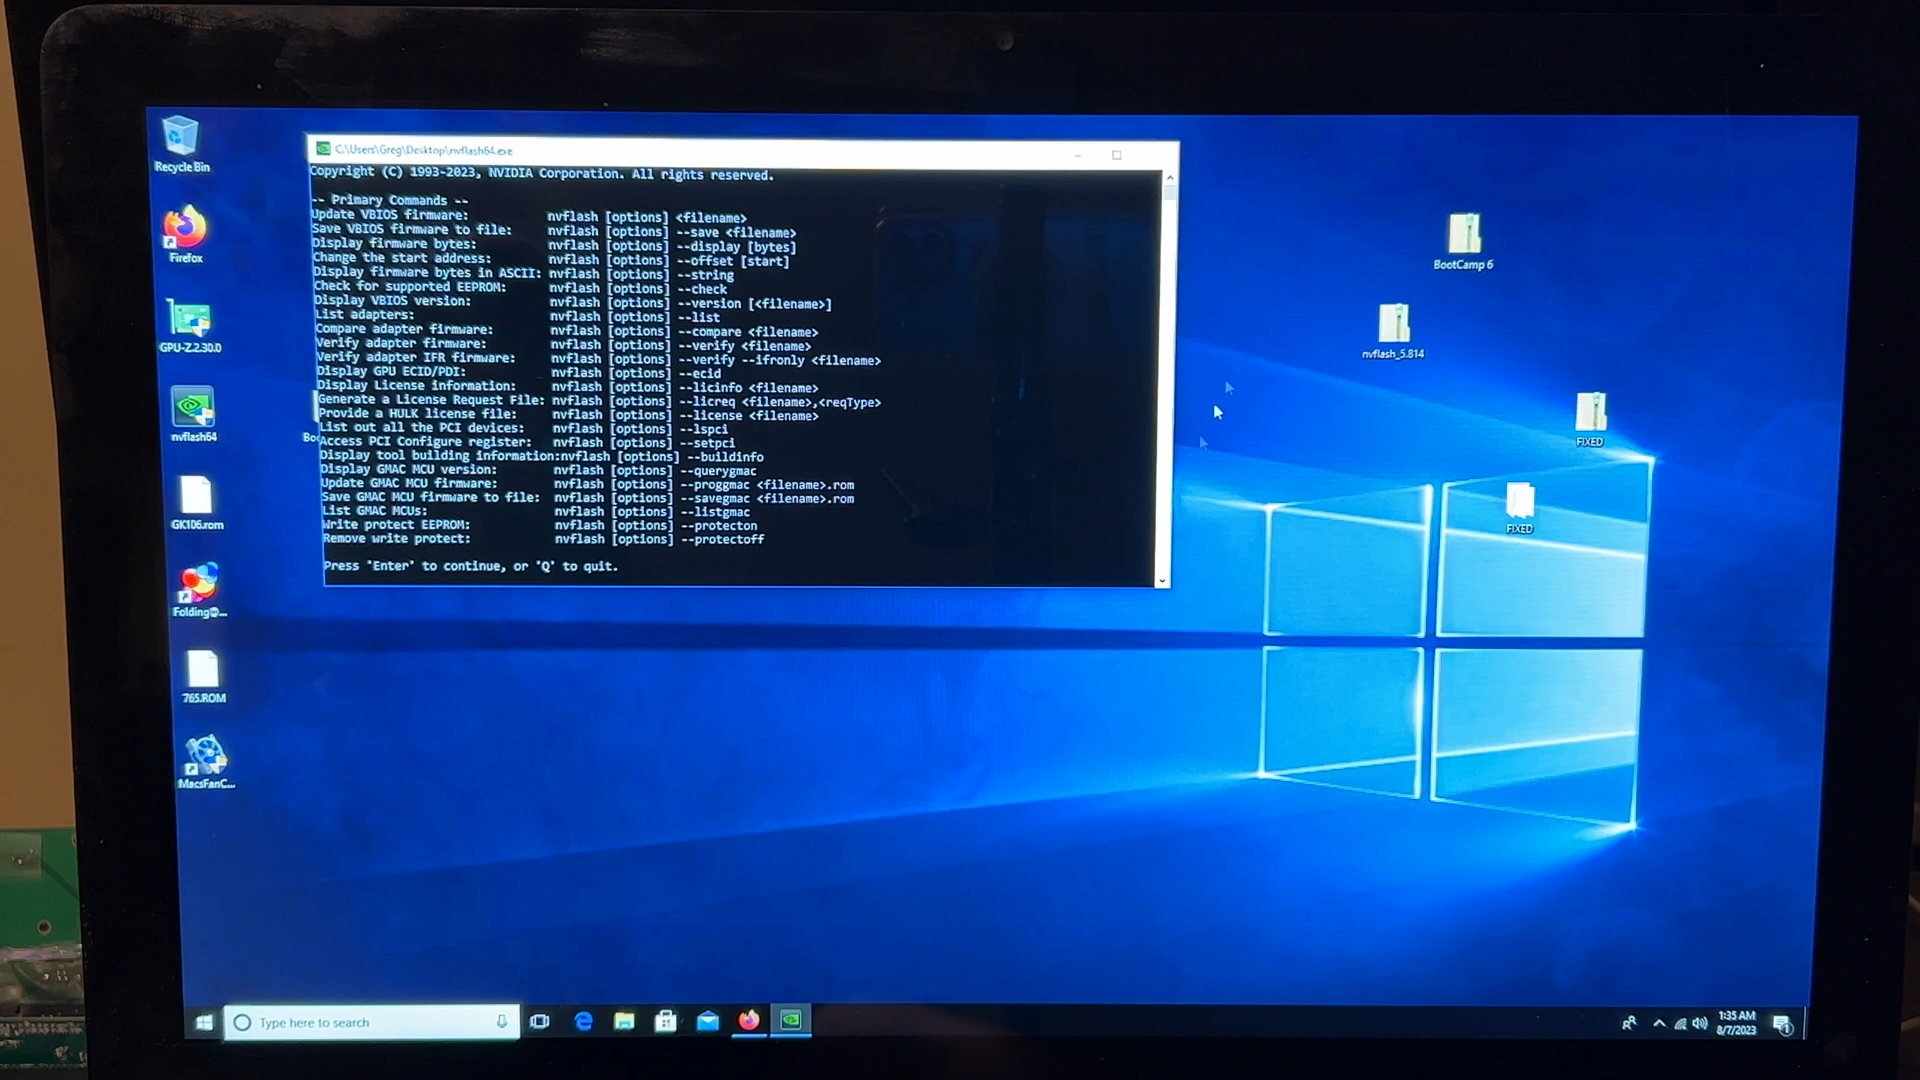 Recycle Bin
Firefox
GPU-Z.2.30.0
nvflash64
GK106.rom
Folding@...
765.ROM
MacsFanC...
C:\Users\Greg\Desktop\nvflash64.exe
Copyright (C) 1993-2023, NVIDIA Corporation. All rights reserved.
-- Primary Commands --
Update VBIOS firmware: nvflash [options] <filename>
Save VBIOS firmware to file: nvflash [options] --save <filename>
Display firmware bytes: nvflash [options] --display [bytes]
Change the start address: nvflash [options] --offset [start]
Display firmware bytes in ASCII: nvflash [options] --string
Check for supported EEPROM: nvflash [options] --check
Display VBIOS version: nvflash [options] --version [<filename>]
List adapters: nvflash [options] --list
Compare adapter firmware: nvflash [options] --compare <filename>
Verify adapter firmware: nvflash [options] --verify <filename>
Verify adapter IFR firmware: nvflash [options] --verify --ifronly <filename>
Display GPU ECID/PDI: nvflash [options] --ecid
Display License information: nvflash [options] --licinfo <filename>
Generate a License Request File: nvflash [options] --licreq <filename>,<reqType>
Provide a HULK license file: nvflash [options] --license <filename>
List out all the PCI devices: nvflash [options] --lspci
Access PCI Configure register: nvflash [options] --setpci
Display tool building information:nvflash [options] --buildinfo
Display GMAC MCU version: nvflash [options] --querygmac
Update GMAC MCU firmware: nvflash [options] --proggmac <filename>.rom
Save GMAC MCU firmware to file: nvflash [options] --savegmac <filename>.rom
List GMAC MCUs: nvflash [options] --listgmac
Write protect EEPROM: nvflash [options] --protecton
Remove write protect: nvflash [options] --protectoff
Press 'Enter' to continue, or 'Q' to quit.
Boo
BootCamp 6
nvflash_5.814
FIXED
FIXED
Type here to search
1:35 AM
8/7/2023
1